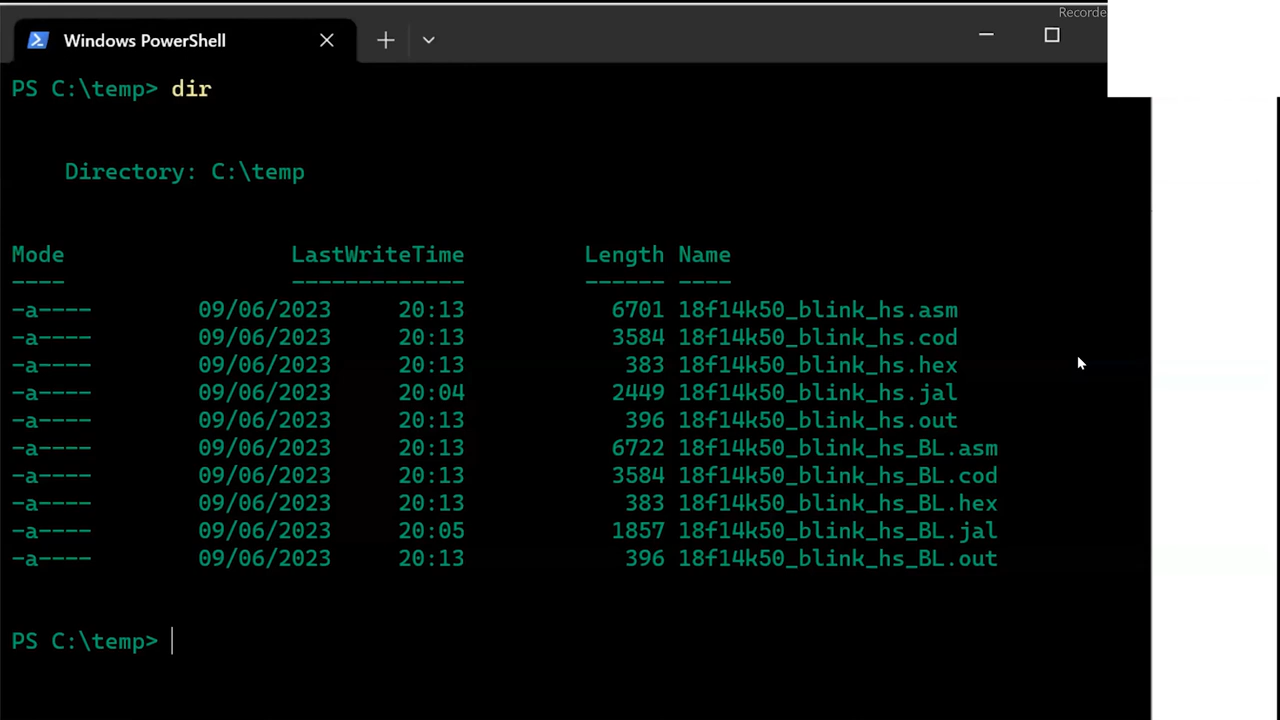 Recorde
Windows PowerShell
PS C:\temp> dir
Directory: C:\temp
Mode LastWriteTime Length Name
---- ------------- ------ ----
-a---- 09/06/2023 20:13 6701 18f14k50_blink_hs.asm
-a---- 09/06/2023 20:13 3584 18f14k50_blink_hs.cod
-a---- 09/06/2023 20:13 383 18f14k50_blink_hs.hex
-a---- 09/06/2023 20:04 2449 18f14k50_blink_hs.jal
-a---- 09/06/2023 20:13 396 18f14k50_blink_hs.out
-a---- 09/06/2023 20:13 6722 18f14k50_blink_hs_BL.asm
-a---- 09/06/2023 20:13 3584 18f14k50_blink_hs_BL.cod
-a---- 09/06/2023 20:13 383 18f14k50_blink_hs_BL.hex
-a---- 09/06/2023 20:05 1857 18f14k50_blink_hs_BL.jal
-a---- 09/06/2023 20:13 396 18f14k50_blink_hs_BL.out
PS C:\temp>